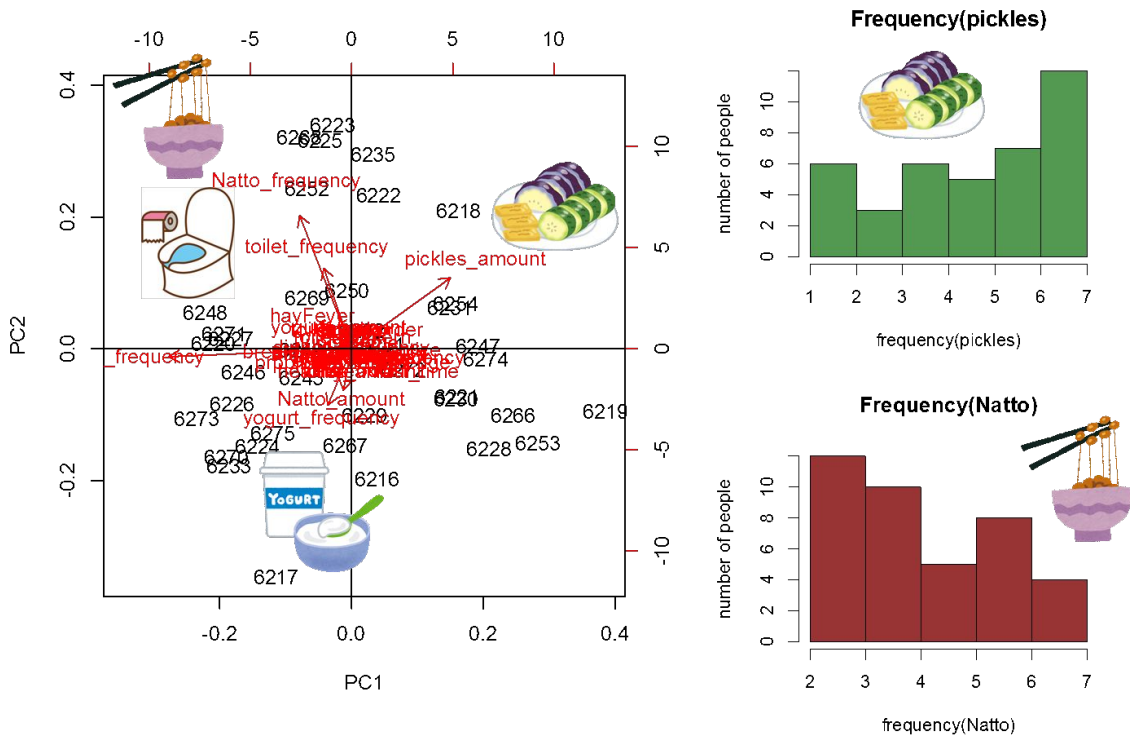 -10 -5 0 5 10
0.4
0.2
0.0
-0.2
PC2
6223
6268
6225
6235
Natto_frequency
6252
6222
6218
toilet_frequency
pickles_amount
6250
6269
6254
6231
6248
hayFever
6271
6227
6220
6247
_frequency
6274
6246
6243
Natto_amount
6221
6230
6226
6229
6219
yogurt_frequency
6273
6266
6275
6224
6267
6253
6228
6270
6233
6216
YOGURT
6217
10
5
0
-5
-10
-0.2 0.0 0.2 0.4
PC1
Frequency(pickles)
number of people
10
8
6
4
2
0
1 2 3 4 5 6 7
frequency(pickles)
Frequency(Natto)
number of people
10
8
6
4
2
0
2 3 4 5 6 7
frequency(Natto)